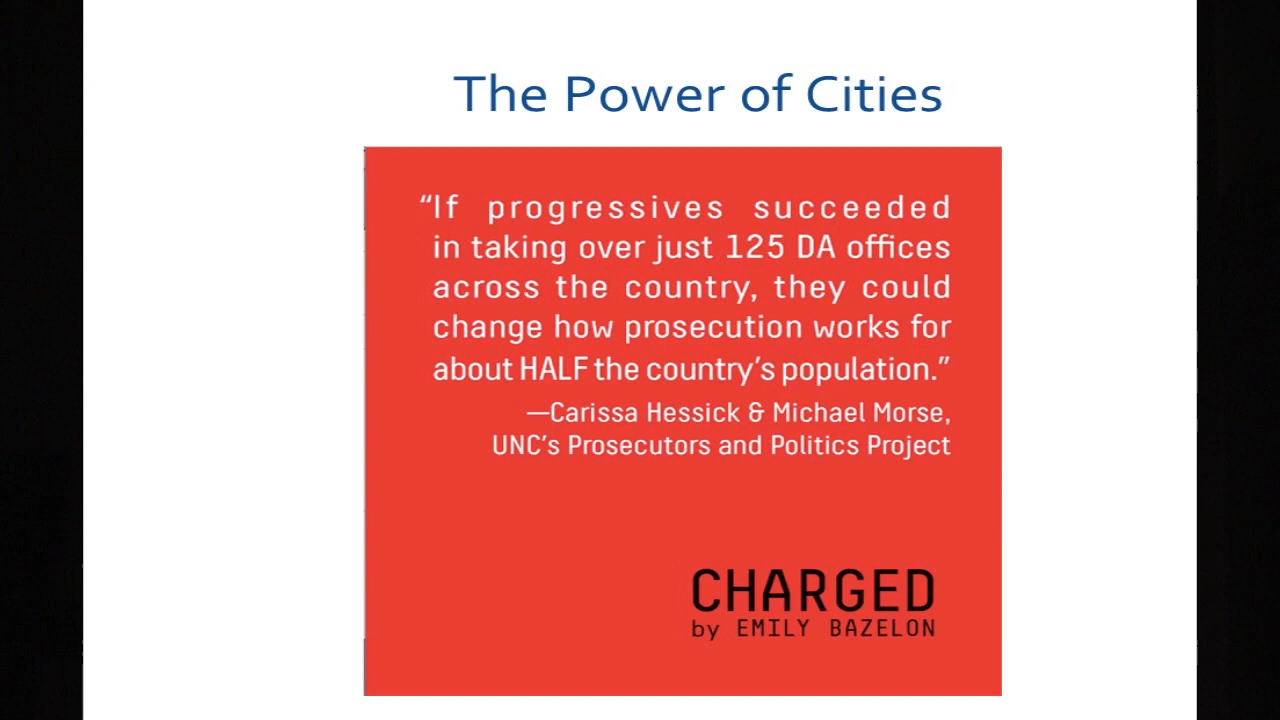 The Power of Cities
“If progressives succeeded
in taking over just 125 DA offices
across the country, they could
change how prosecution works for
about HALF the country’s population.”
—Carissa Hessick & Michael Morse,
UNC’s Prosecutors and Politics Project
CHARGED
by EMILY BAZELON